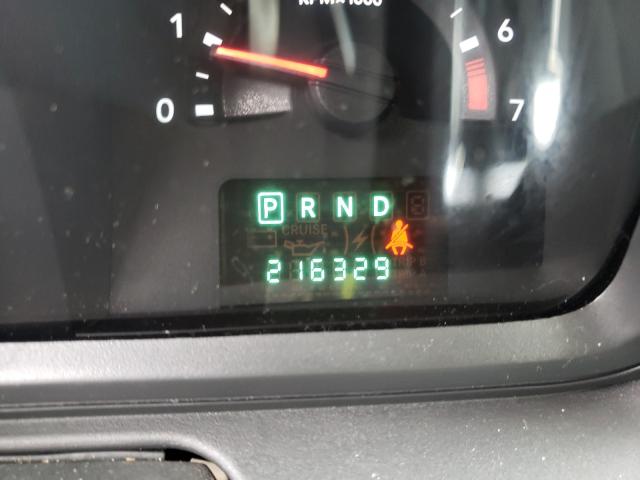 RPM×1000
1
6
0
7
P R N D
CRUISE
216329